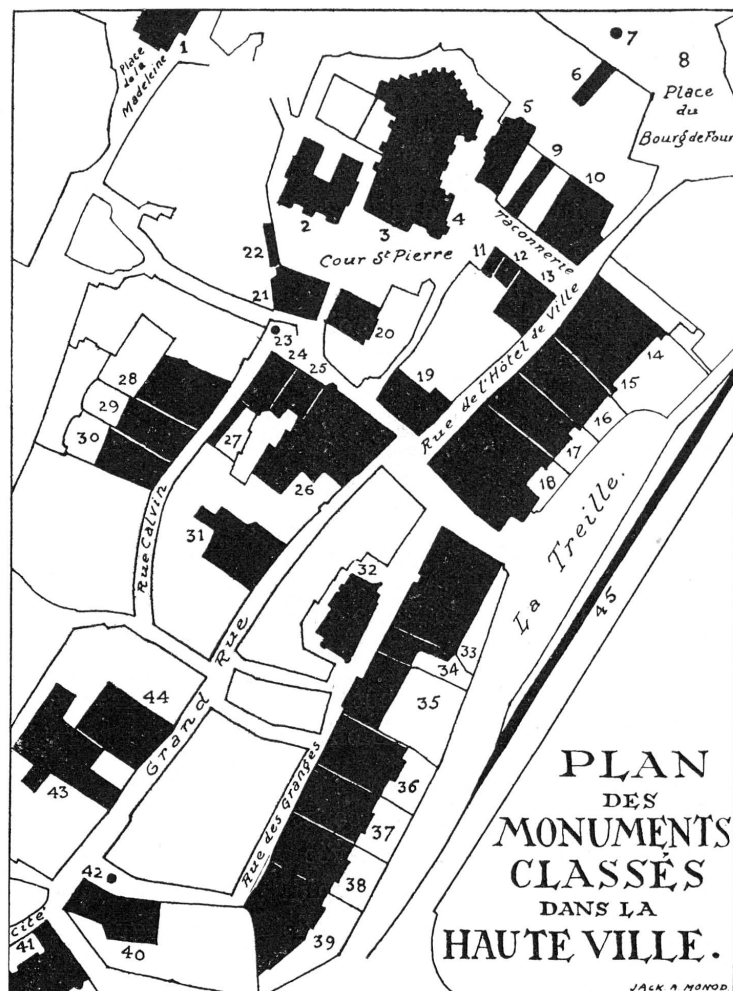 1
Place
de la
Madeleine
7
8
6
Place
du
Bourg de Four
5
9
10
2
3
4
Taconnerie
22
Cour St Pierre
11
12
13
21
20
23
24
25
19
Rue de l'Hôtel de Ville
14
15
16
17
18
28
29
30
27
26
Rue Calvin
31
32
La Treille.
45
33
34
35
Grand Rue
44
43
36
37
38
39
Rue des Granges
42
Cité
41
40
PLAN
DES
MONUMENTS
CLASSÉS
DANS LA
HAUTE VILLE.
JACK A. MONOD.